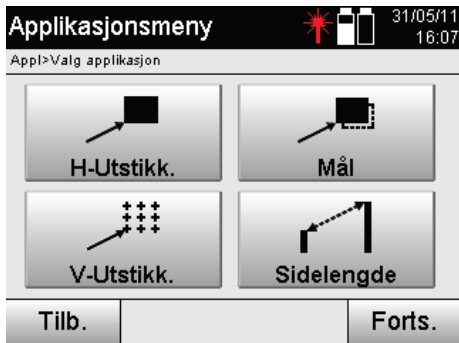 Applikasjonsmeny
31/05/11
16:07
Appl>Valg applikasjon
H-Utstikk.
Mål
V-Utstikk.
Sidelengde
Tilb.
Forts.